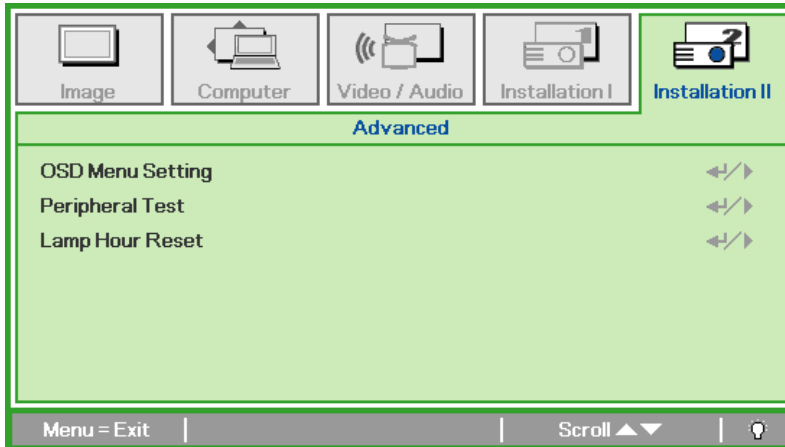 Image Computer Video / Audio Installation I Installation II
Advanced
OSD Menu Setting
Peripheral Test
Lamp Hour Reset
Menu = Exit Scroll